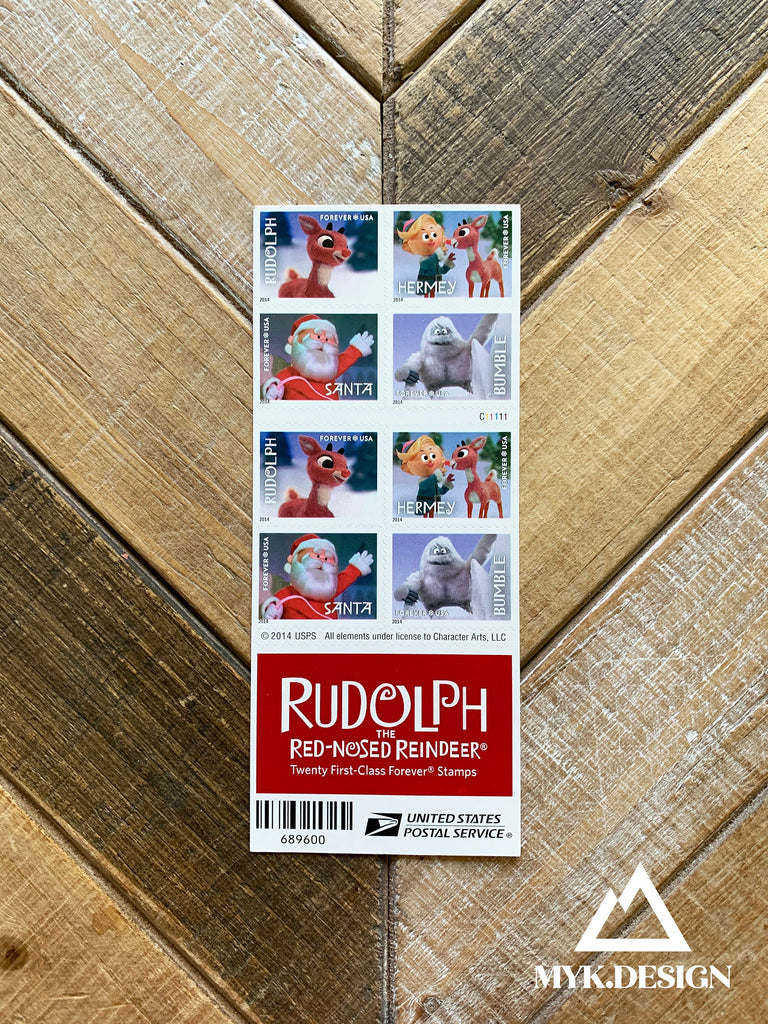 RUDOLPH
FOREVER USA
2014
HERMEY
FOREVER USA
2014
FOREVER USA
SANTA
2014
FOREVER USA
BUMBLE
2014
C11111
RUDOLPH
FOREVER USA
2014
HERMEY
FOREVER USA
2014
FOREVER USA
SANTA
2014
FOREVER USA
BUMBLE
2014
© 2014 USPS All elements under license to Character Arts, LLC
RUDOLPH
THE
RED-NOSED REINDEER®
Twenty First-Class Forever® Stamps
689600
UNITED STATES
POSTAL SERVICE®
MYK.DESIGN